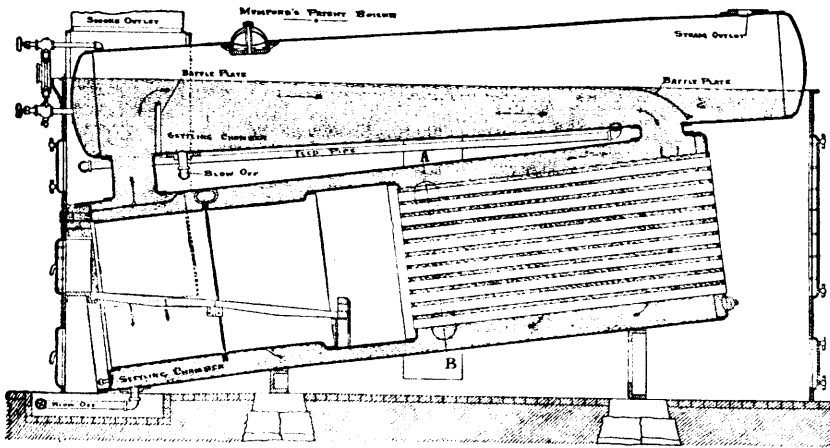 Smoke Outlet
Mumford's Patent Boiler
Steam Outlet
Baffle Plate
Baffle Plate
Settling Chamber
Feed Pipe
A
Blow Off
B
Settling Chamber
Blow Off